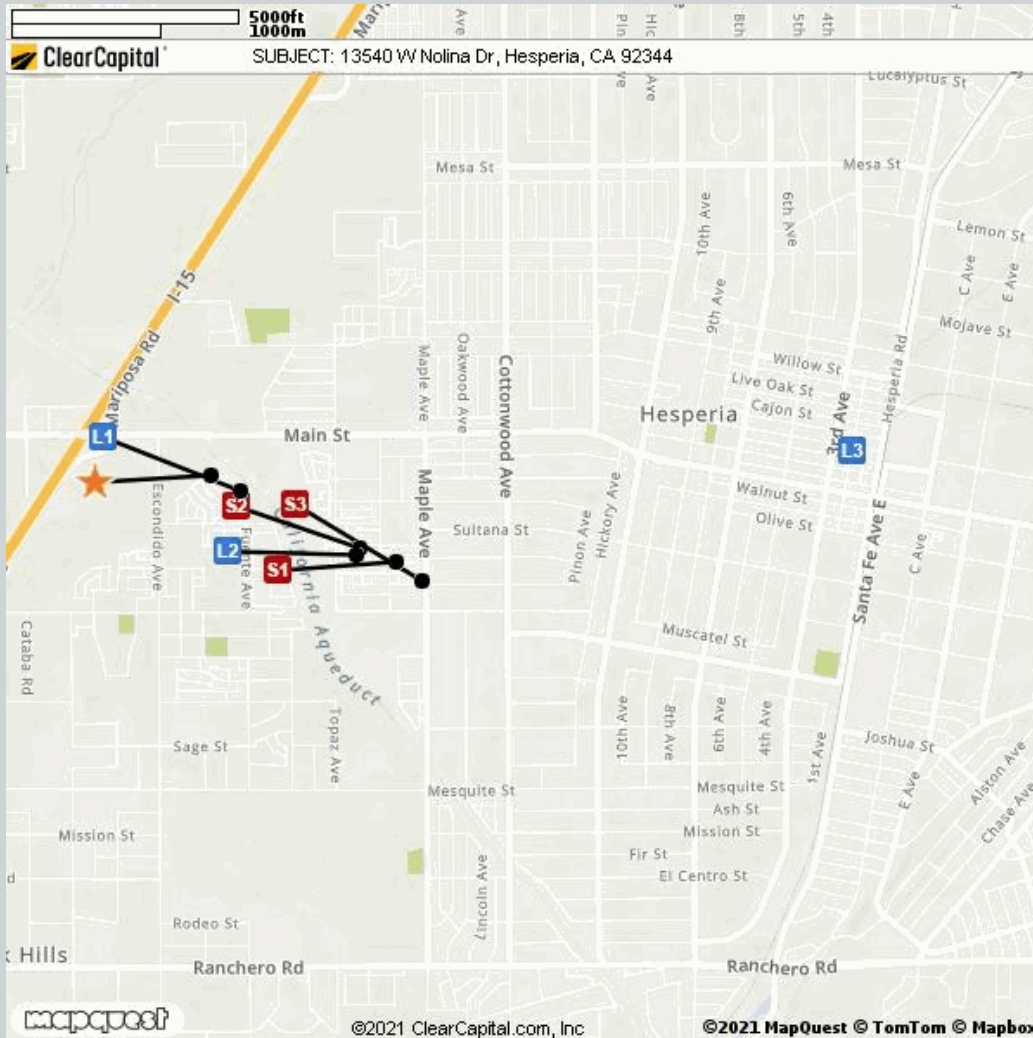 5000ft
1000m
ClearCapital
SUBJECT: 13540 W Nolina Dr, Hesperia, CA 92344
Ave
8th
5th
4th
Ave
Ave
Mesa St
Mesa St
10th Ave
6th Ave
Lemon St
C Ave
E Ave
I-15
9th Ave
Mojave St
Mariposa Rd
Maple Ave
Oakwood Ave
Cottonwood Ave
Willow St
Live Oak St
Cajon St
Hesperia Rd
Hesperia
3rd Ave
L1
Main St
L3
Escondido Ave
S2
S3
Maple Ave
Hickory Ave
Walnut St
Olive St
Sultana St
Pinon Ave
Santa Fe Ave E
C Ave
L2
Fuente Ave
S1
California Aqueduct
Muscatel St
Cataba Rd
Topaz Ave
10th Ave
8th Ave
6th Ave
4th Ave
1st Ave
Joshua St
Sage St
E Ave
Alston Ave
Chase Ave
Mesquite St
Mesquite St
Ash St
Mission St
Mission St
Fir St
El Centro St
Lincoln Ave
Rodeo St
Hills
Ranchero Rd
Ranchero Rd
mapquest
©2021 ClearCapital.com, Inc
©2021 MapQuest © TomTom © Mapbox